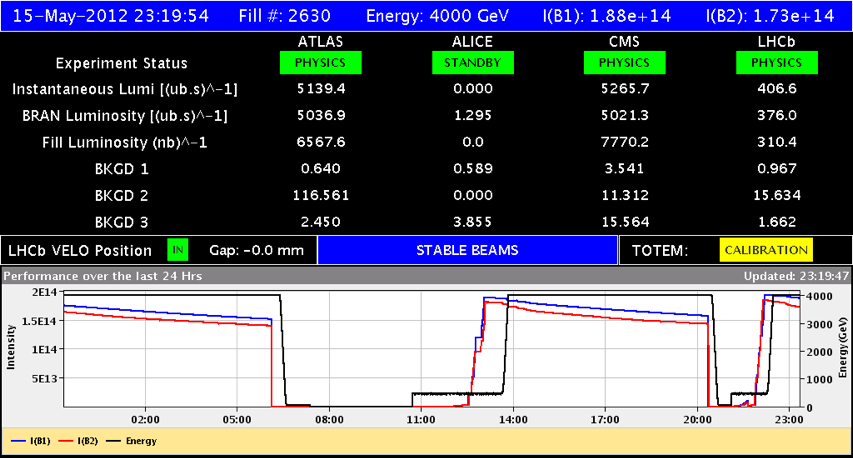 15-May-2012 23:19:54 Fill #: 2630 Energy: 4000 GeV I(B1): 1.88e+14 I(B2): 1.73e+14
ATLAS ALICE CMS LHCb
Experiment Status PHYSICS STANDBY PHYSICS PHYSICS
Instantaneous Lumi [(ub.s)^-1] 5139.4 0.000 5265.7 406.6
BRAN Luminosity [(ub.s)^-1] 5036.9 1.295 5021.3 376.0
Fill Luminosity (nb)^-1 6567.6 0.0 7770.2 310.4
BKGD 1 0.640 0.589 3.541 0.967
BKGD 2 116.561 0.000 11.312 15.634
BKGD 3 2.450 3.855 15.564 1.662
LHCb VELO Position IN Gap: -0.0 mm STABLE BEAMS TOTEM: CALIBRATION
Performance over the last 24 Hrs Updated: 23:19:47
Intensity
2E14
1.5E14
1E14
5E13
4000
3000
2000
1000
0
Energy(GeV)
02:00 05:00 11:00 14:00 17:00 20:00 23:00
I(B1) I(B2) Energy